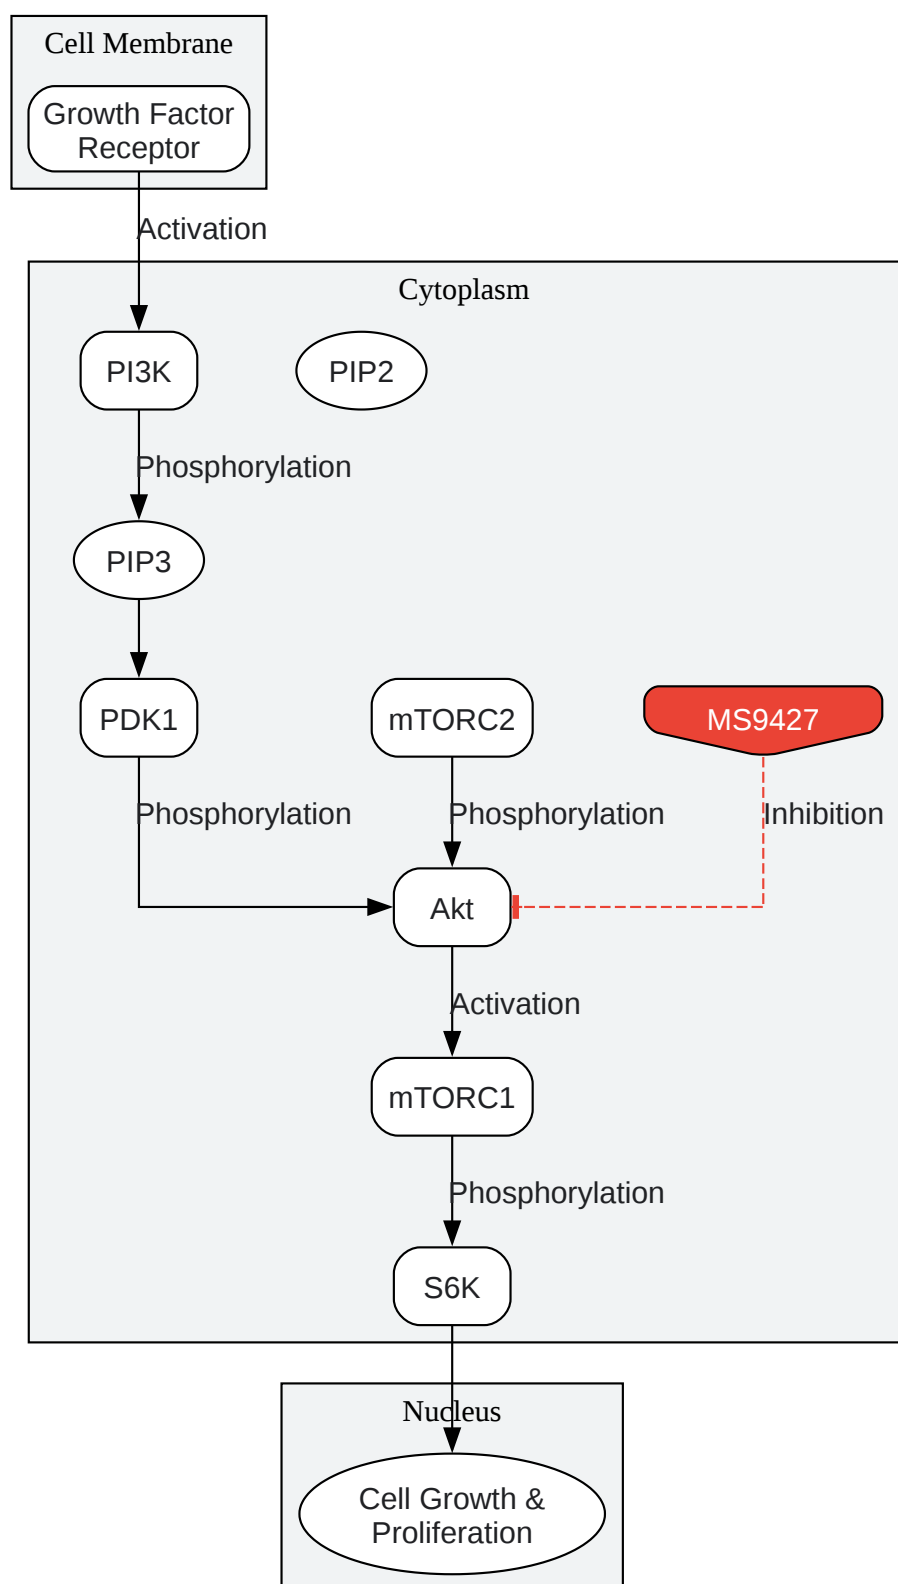 Cell Membrane
Growth Factor
Receptor
Activation
Cytoplasm
PI3K
PIP2
Phosphorylation
PIP3
PDK1
mTORC2
MS9427
Phosphorylation
Phosphorylation
Inhibition
Akt
Activation
mTORC1
Phosphorylation
S6K
Nucleus
Cell Growth &
Proliferation